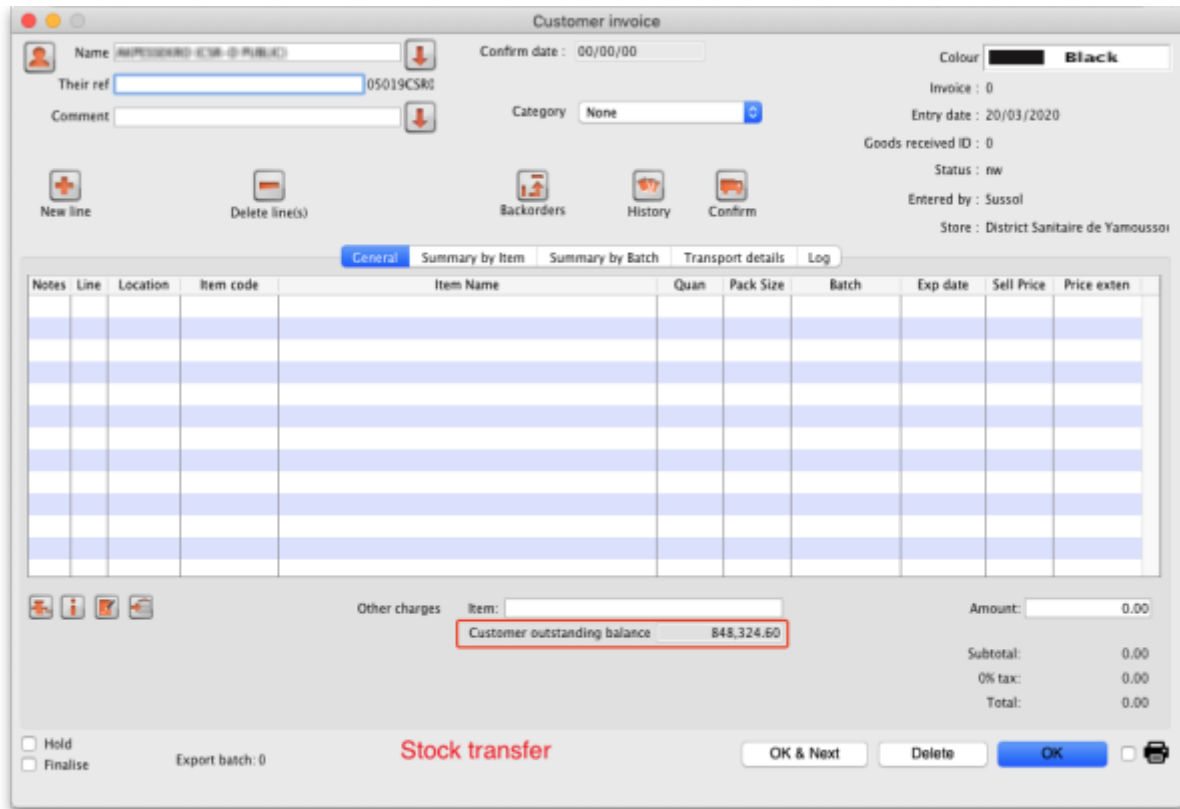 Customer invoice
Name
Confirm date : 00/00/00
Colour Black
Their ref 05019CSR0
Invoice : 0
Comment
Category None
Entry date : 20/03/2020
Goods received ID : 0
Status : nw
New line
Delete line(s)
Backorders
History
Confirm
Entered by : Sussol
Store : District Sanitaire de Yamousso
General Summary by Item Summary by Batch Transport details Log
Notes Line Location Item code Item Name Quan Pack Size Batch Exp date Sell Price Price exten
Other charges Item: Amount: 0.00
Customer outstanding balance 848,324.60
Subtotal: 0.00
0% tax: 0.00
Total: 0.00
Hold
Finalise
Export batch: 0
Stock transfer
OK & Next
Delete
OK